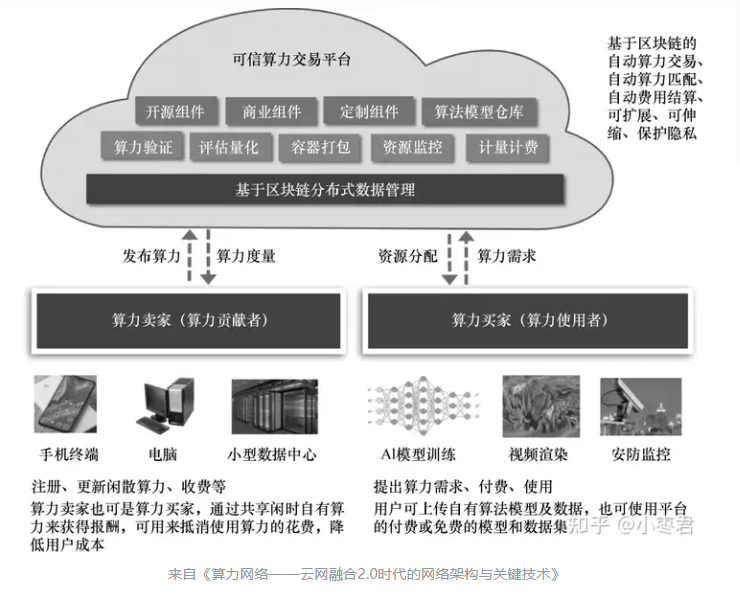 可信算力交易平台
基于区块链的
自动算力交易、
自动算力匹配、
自动费用结算、
可扩展、可伸
缩、保护隐私
开源组件 商业组件 定制组件 算法模型仓库
算力验证 评估量化 容器打包 资源监控 计量计费
基于区块链分布式数据管理
发布算力 算力度量 资源分配 算力需求
算力卖家（算力贡献者） 算力买家（算力使用者）
手机终端 电脑 小型数据中心 AI模型训练 视频渲染 安防监控
注册、更新闲散算力、收费等
算力卖家也可是算力买家，通过共享闲时自有算
力来获得报酬，可用来抵消使用算力的花费，降
低用户成本
提出算力需求、付费、使用
用户可上传自有算法模型及数据，也可使用平台
的付费或免费的模型和数据集
知乎 @小枣君
来自《算力网络——云网融合2.0时代的网络架构与关键技术》